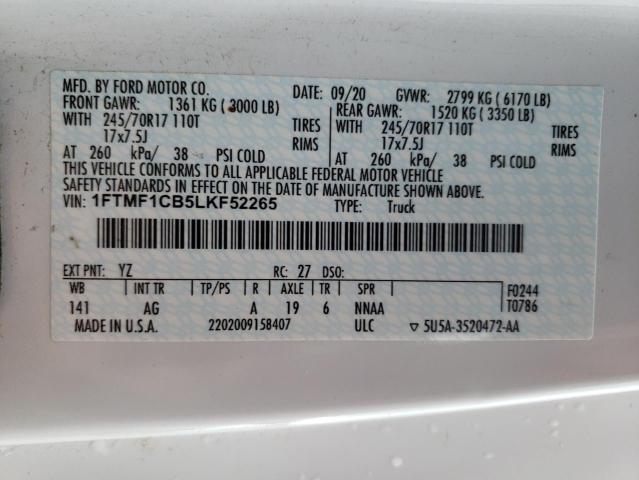 MFD. BY FORD MOTOR CO. DATE: 09/20 GVWR: 2799 KG ( 6170 LB)
FRONT GAWR: 1361 KG ( 3000 LB) REAR GAWR: 1520 KG ( 3350 LB)
WITH 245/70R17 110T TIRES WITH 245/70R17 110T TIRES
17x7.5J RIMS 17x7.5J RIMS
AT 260 kPa/ 38 PSI COLD AT 260 kPa/ 38 PSI COLD
THIS VEHICLE CONFORMS TO ALL APPLICABLE FEDERAL MOTOR VEHICLE
SAFETY STANDARDS IN EFFECT ON THE DATE OF MANUFACTURE SHOWN ABOVE.
VIN: 1FTMF1CB5LKF52265 TYPE: Truck
EXT PNT: YZ RC: 27 DSO:
WB INT TR TP/PS R AXLE TR SPR F0244
141 AG A 19 6 NNAA T0786
MADE IN U.S.A. 2202009158407 ULC ▽ 5U5A-3520472-AA